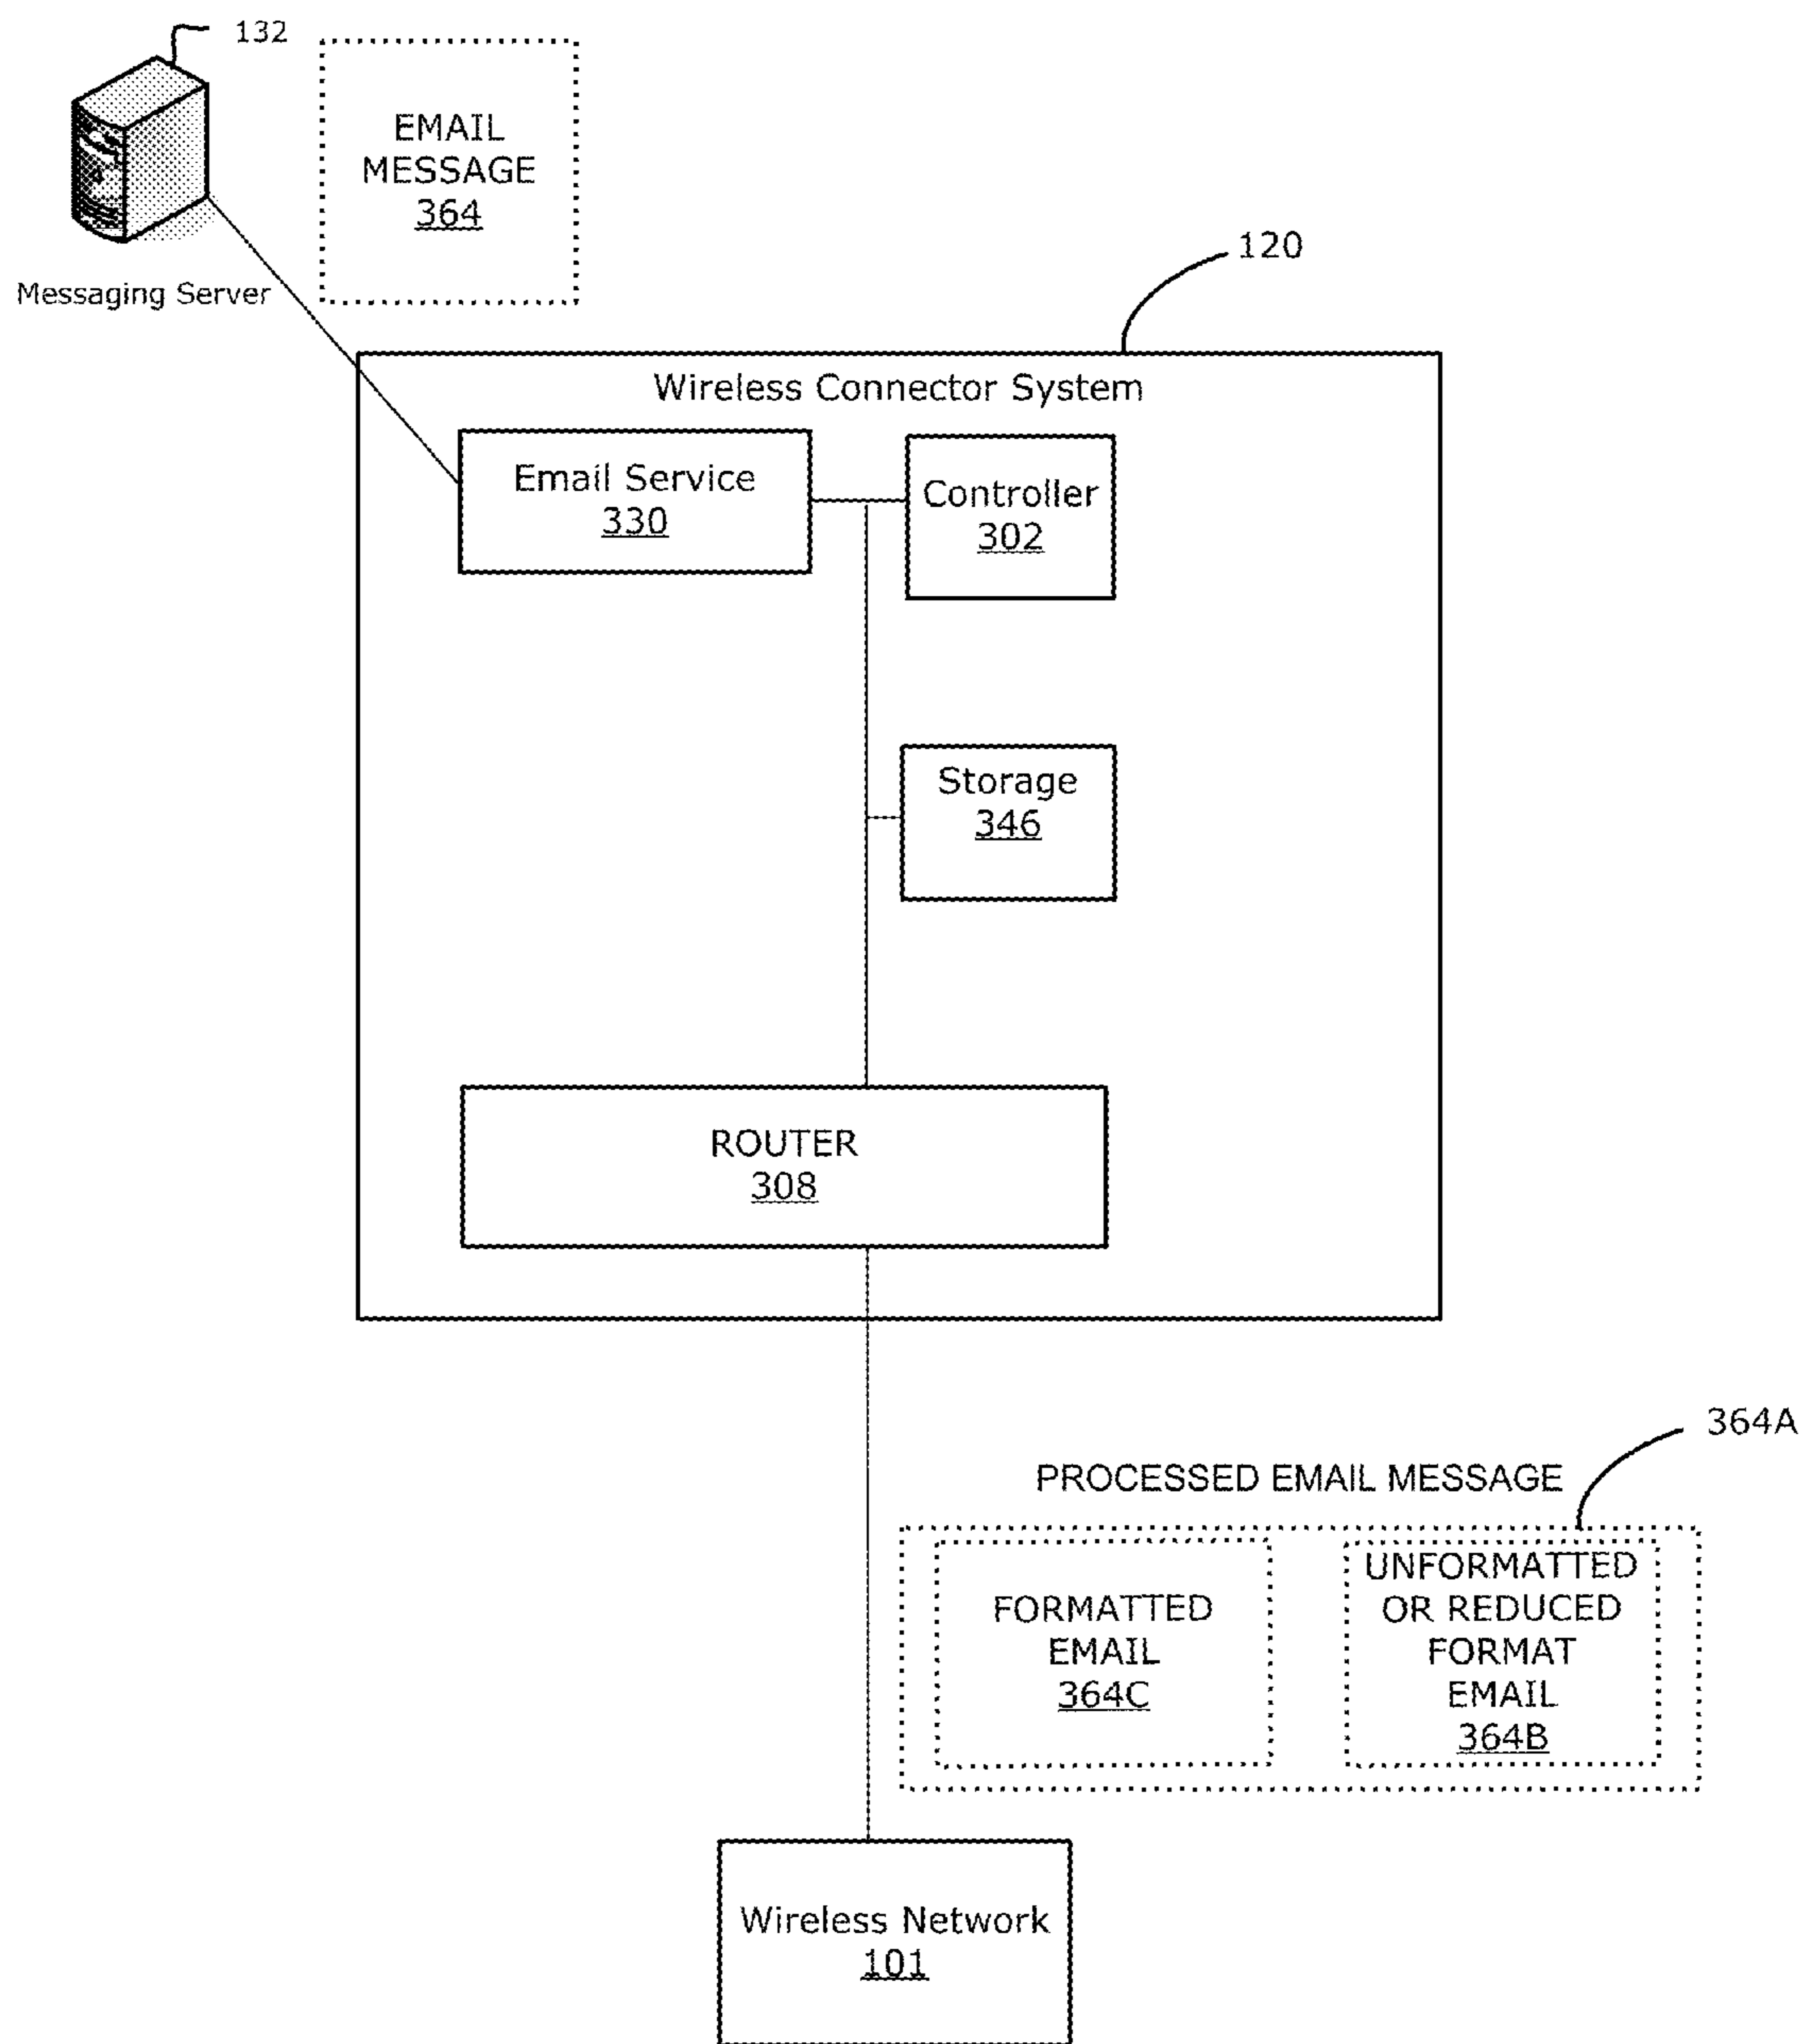 132
EMAIL
MESSAGE
364
Messaging Server
120
Wireless Connector System
Email Service
330
Controller
302
Storage
346
ROUTER
308
364A
PROCESSED EMAIL MESSAGE
FORMATTED
EMAIL
364C
UNFORMATTED
OR REDUCED
FORMAT
EMAIL
364B
Wireless Network
101